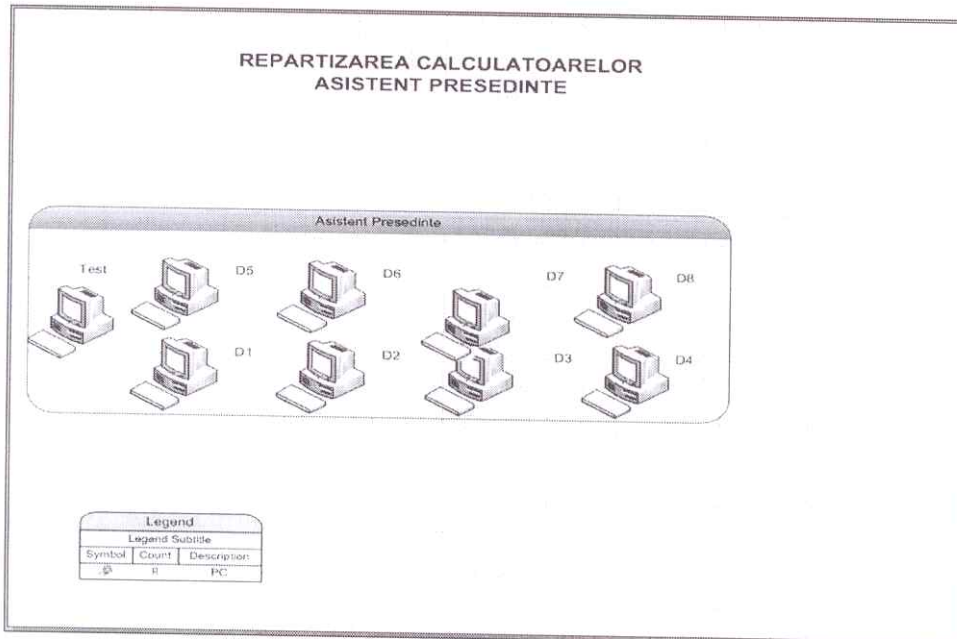 REPARTIZAREA CALCULATOARELOR
ASISTENT PRESEDINTE
Asistent Presedinte
Test
D5
D6
D7
D8
D1
D2
D3
D4
Legend
Legend Subtitle
Symbol Count Description
PC